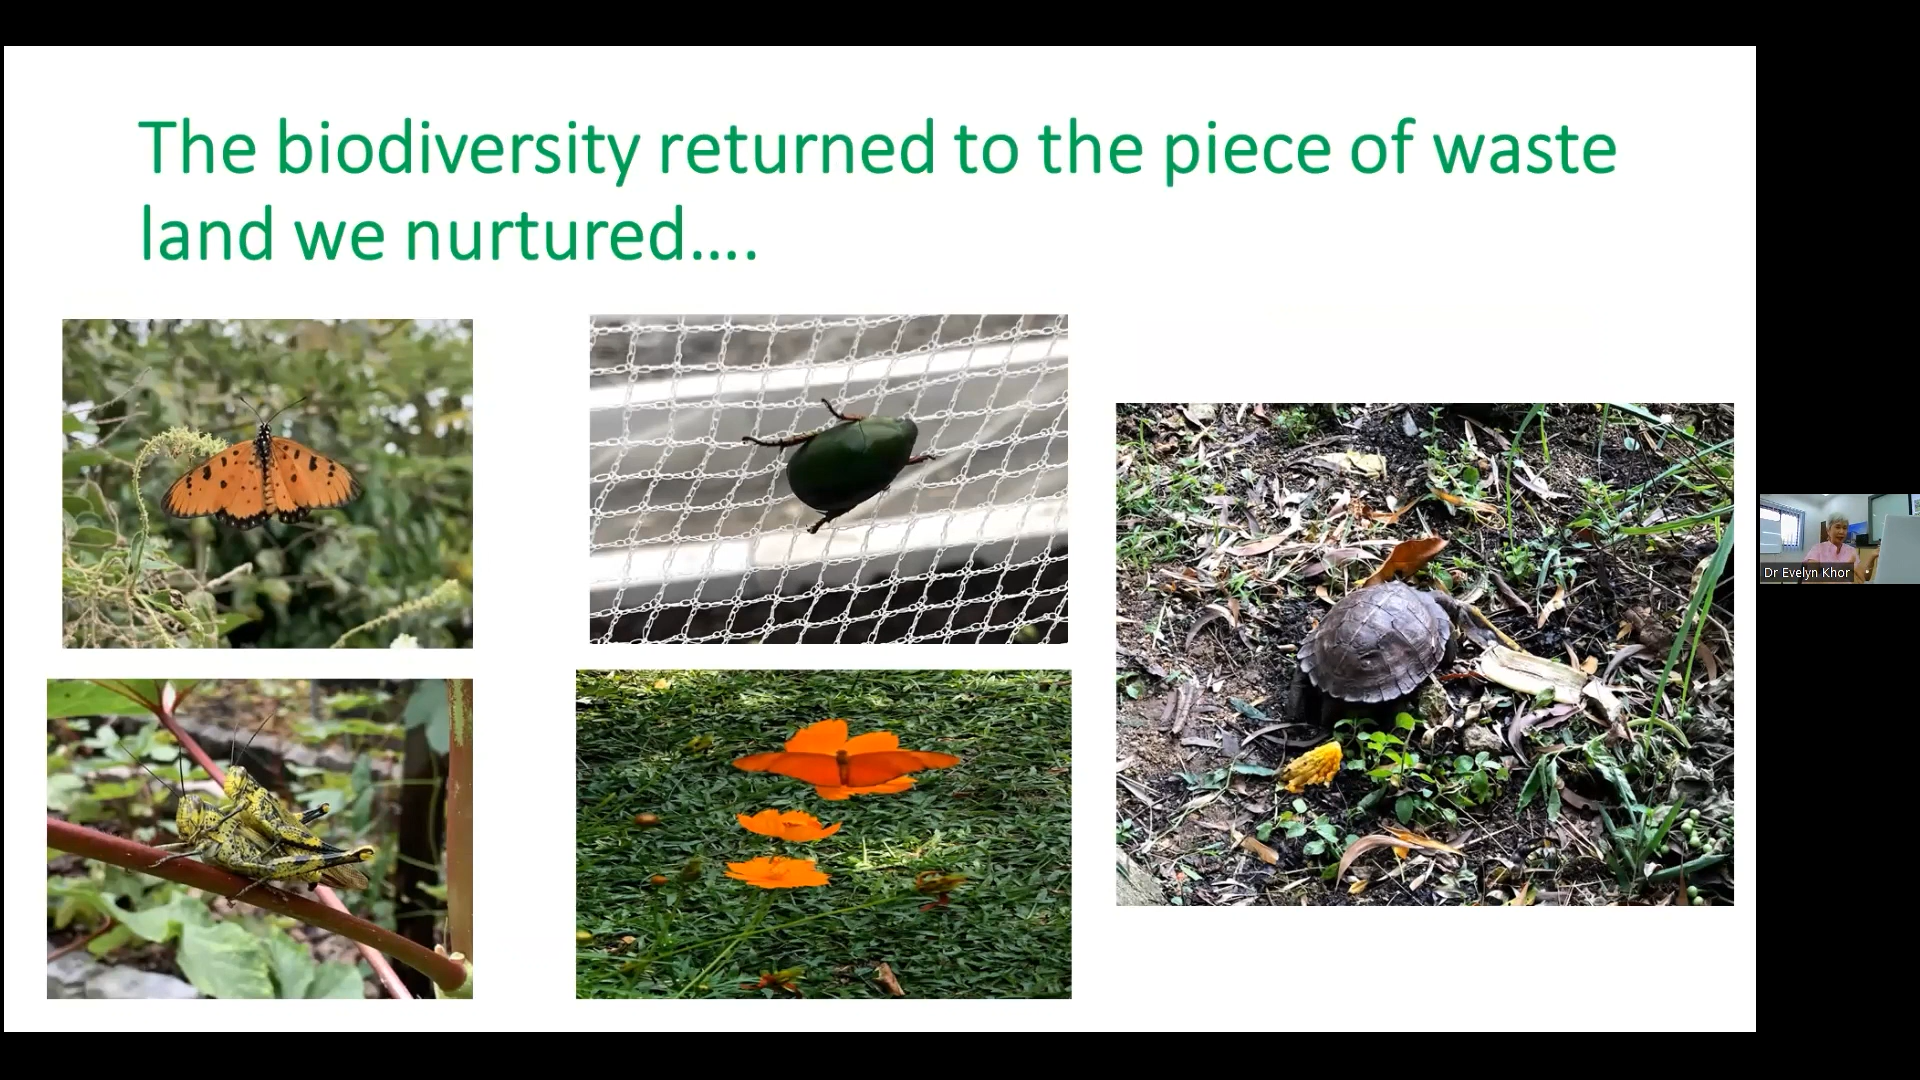 The biodiversity returned to the piece of waste
land we nurtured....
Dr Evelyn Khor